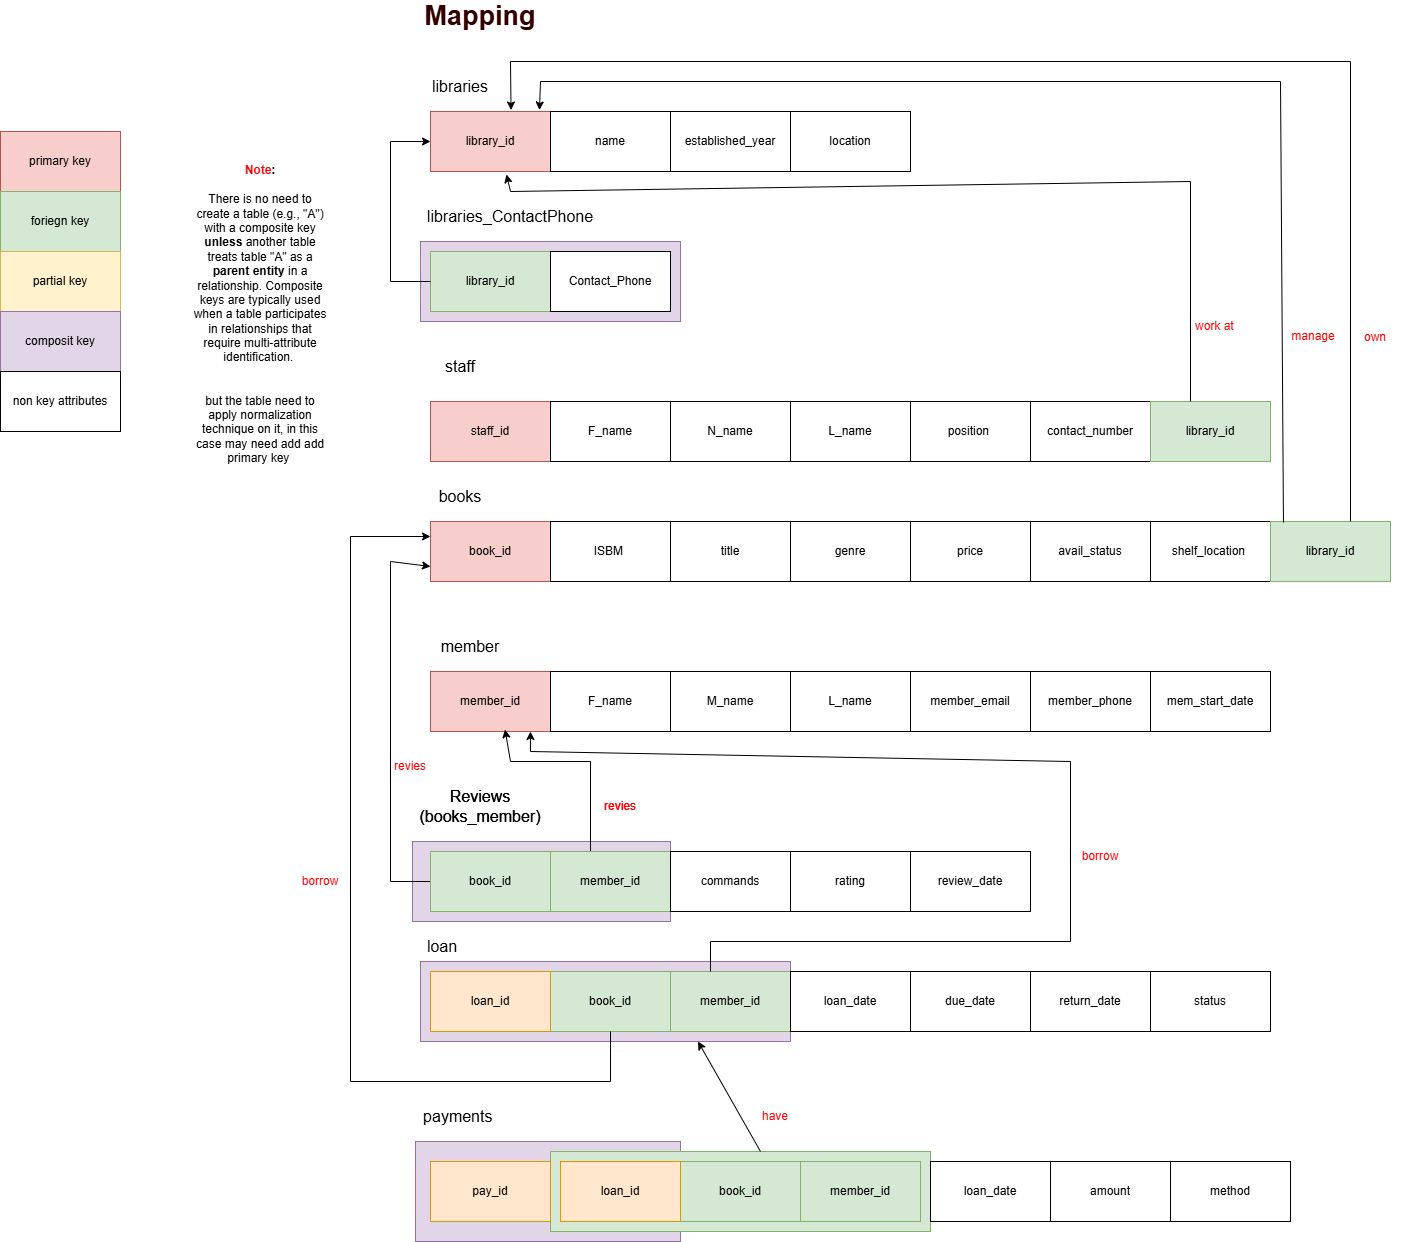 Mapping
libraries
library_id
name
established_year
location
primary key
foriegn key
partial key
composit key
non key attributes
Note:
There is no need to
create a table (e.g., "A")
with a composite key
unless another table
treats table "A" as a
parent entity in a
relationship. Composite
keys are typically used
when a table participates
in relationships that
require multi-attribute
identification.
but the table need to
apply normalization
technique on it, in this
case may need add add
primary key
libraries_ContactPhone
library_id
Contact_Phone
work at
manage
own
staff
staff_id
F_name
N_name
L_name
position
contact_number
library_id
books
book_id
ISBM
title
genre
price
avail_status
shelf_location
library_id
member
member_id
F_name
M_name
L_name
member_email
member_phone
mem_start_date
revies
Reviews
(books_member)
revies
borrow
borrow
book_id
member_id
commands
rating
review_date
loan
loan_id
book_id
member_id
loan_date
due_date
return_date
status
payments
have
pay_id
loan_id
book_id
member_id
loan_date
amount
method